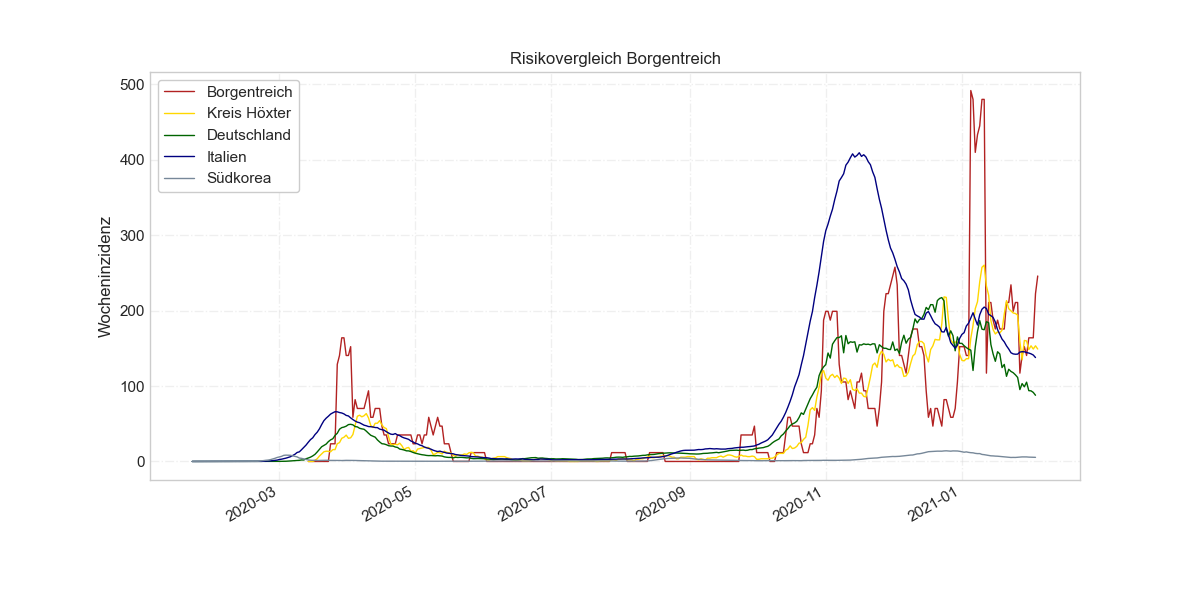 Risikovergleich Borgentreich
Borgentreich
Kreis Höxter
Deutschland
Italien
Südkorea
Wocheninzidenz
500
400
300
200
100
0
2020-03
2020-05
2020-07
2020-09
2020-11
2021-01